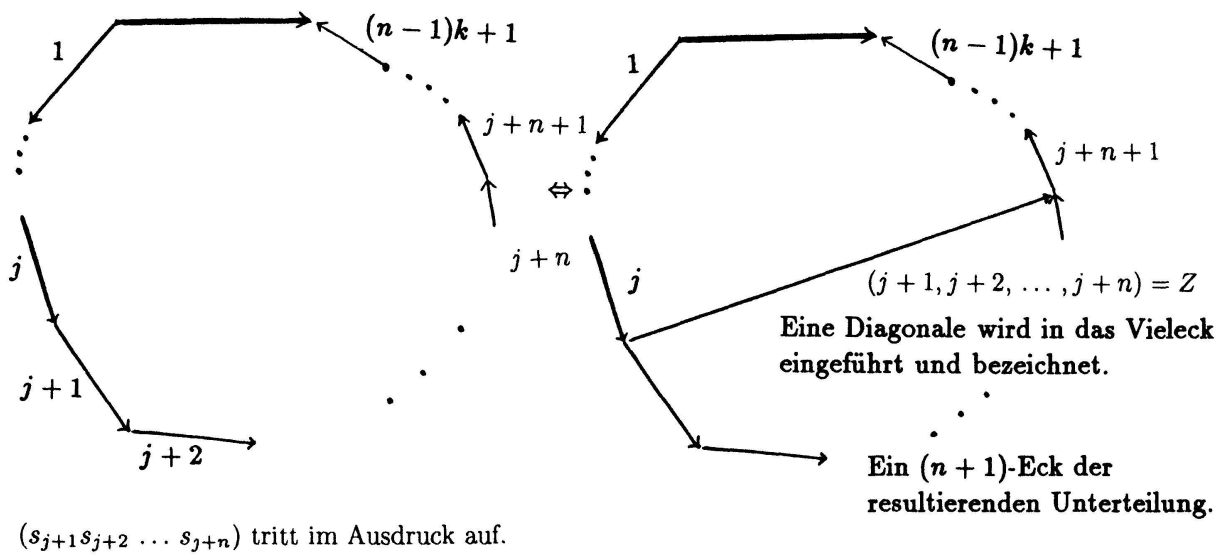 1
(n − 1)k + 1
j + n + 1
j + n
j
j + 1
j + 2
(s_{j+1}s_{j+2} ... s_{j+n}) tritt im Ausdruck auf.
⇔
1
(n − 1)k + 1
j + n + 1
j
(j + 1, j + 2, ... , j + n) = Z
Eine Diagonale wird in das Vieleck
eingeführt und bezeichnet.
Ein (n + 1)-Eck der
resultierenden Unterteilung.